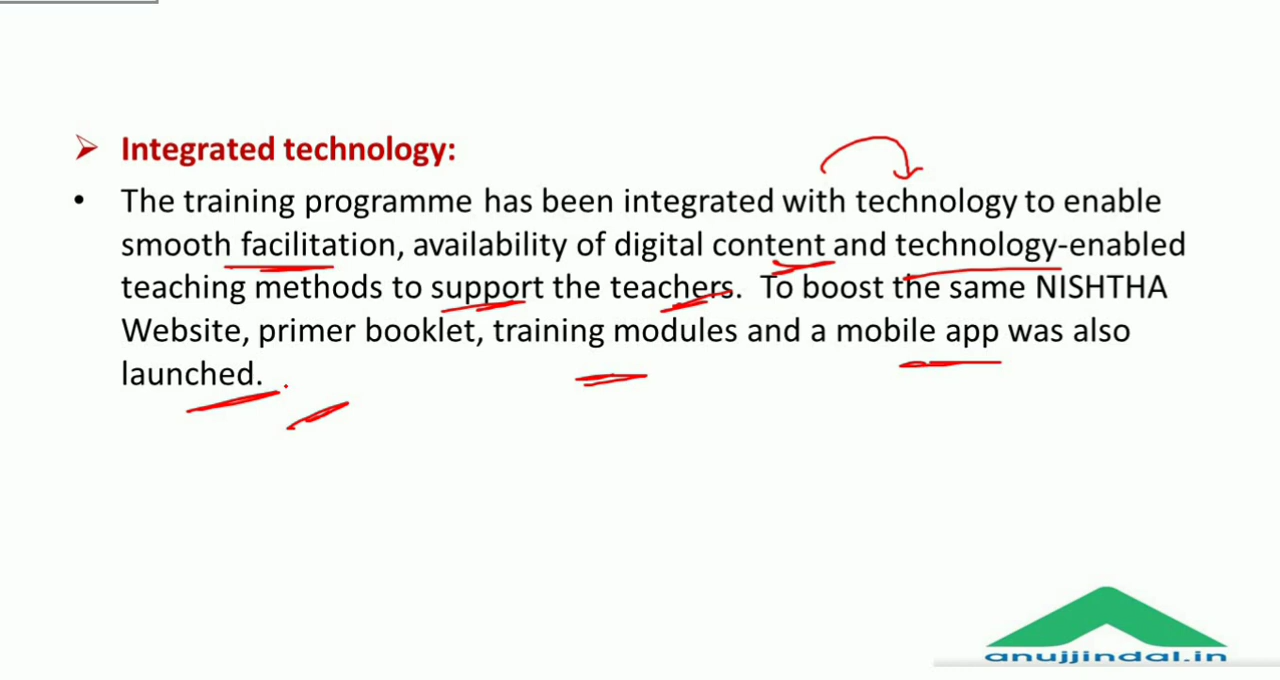 Integrated technology:
The training programme has been integrated with technology to enable
smooth facilitation, availability of digital content and technology-enabled
teaching methods to support the teachers. To boost the same NISHTHA
Website, primer booklet, training modules and a mobile app was also
launched.
anujjindal.in